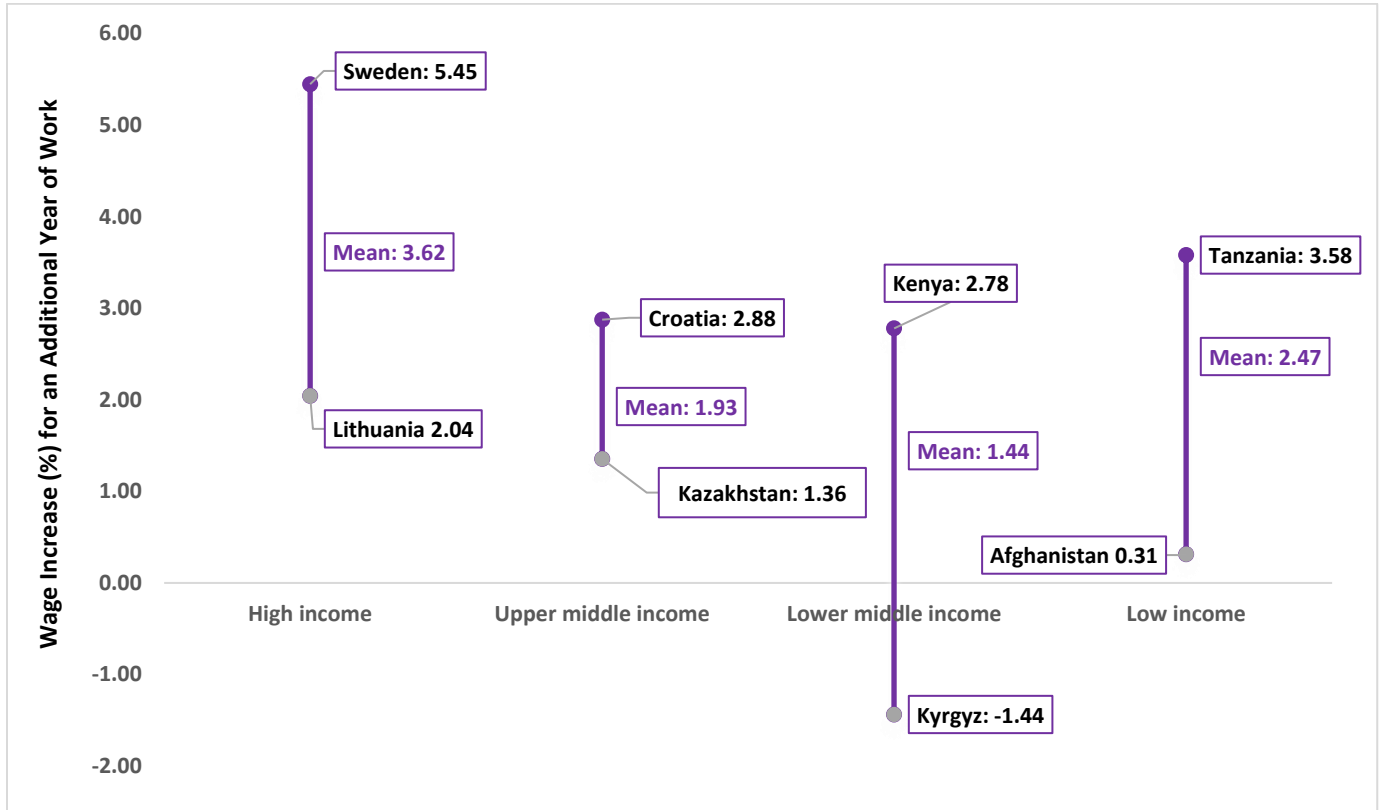 Wage Increase (%) for an Additional Year of Work
6.00
5.00
4.00
3.00
2.00
1.00
0.00
-1.00
-2.00
Sweden: 5.45
Mean: 3.62
Lithuania 2.04
Croatia: 2.88
Mean: 1.93
Kazakhstan: 1.36
Kenya: 2.78
Mean: 1.44
Kyrgyz: -1.44
Tanzania: 3.58
Mean: 2.47
Afghanistan 0.31
High income
Upper middle income
Lower middle income
Low income